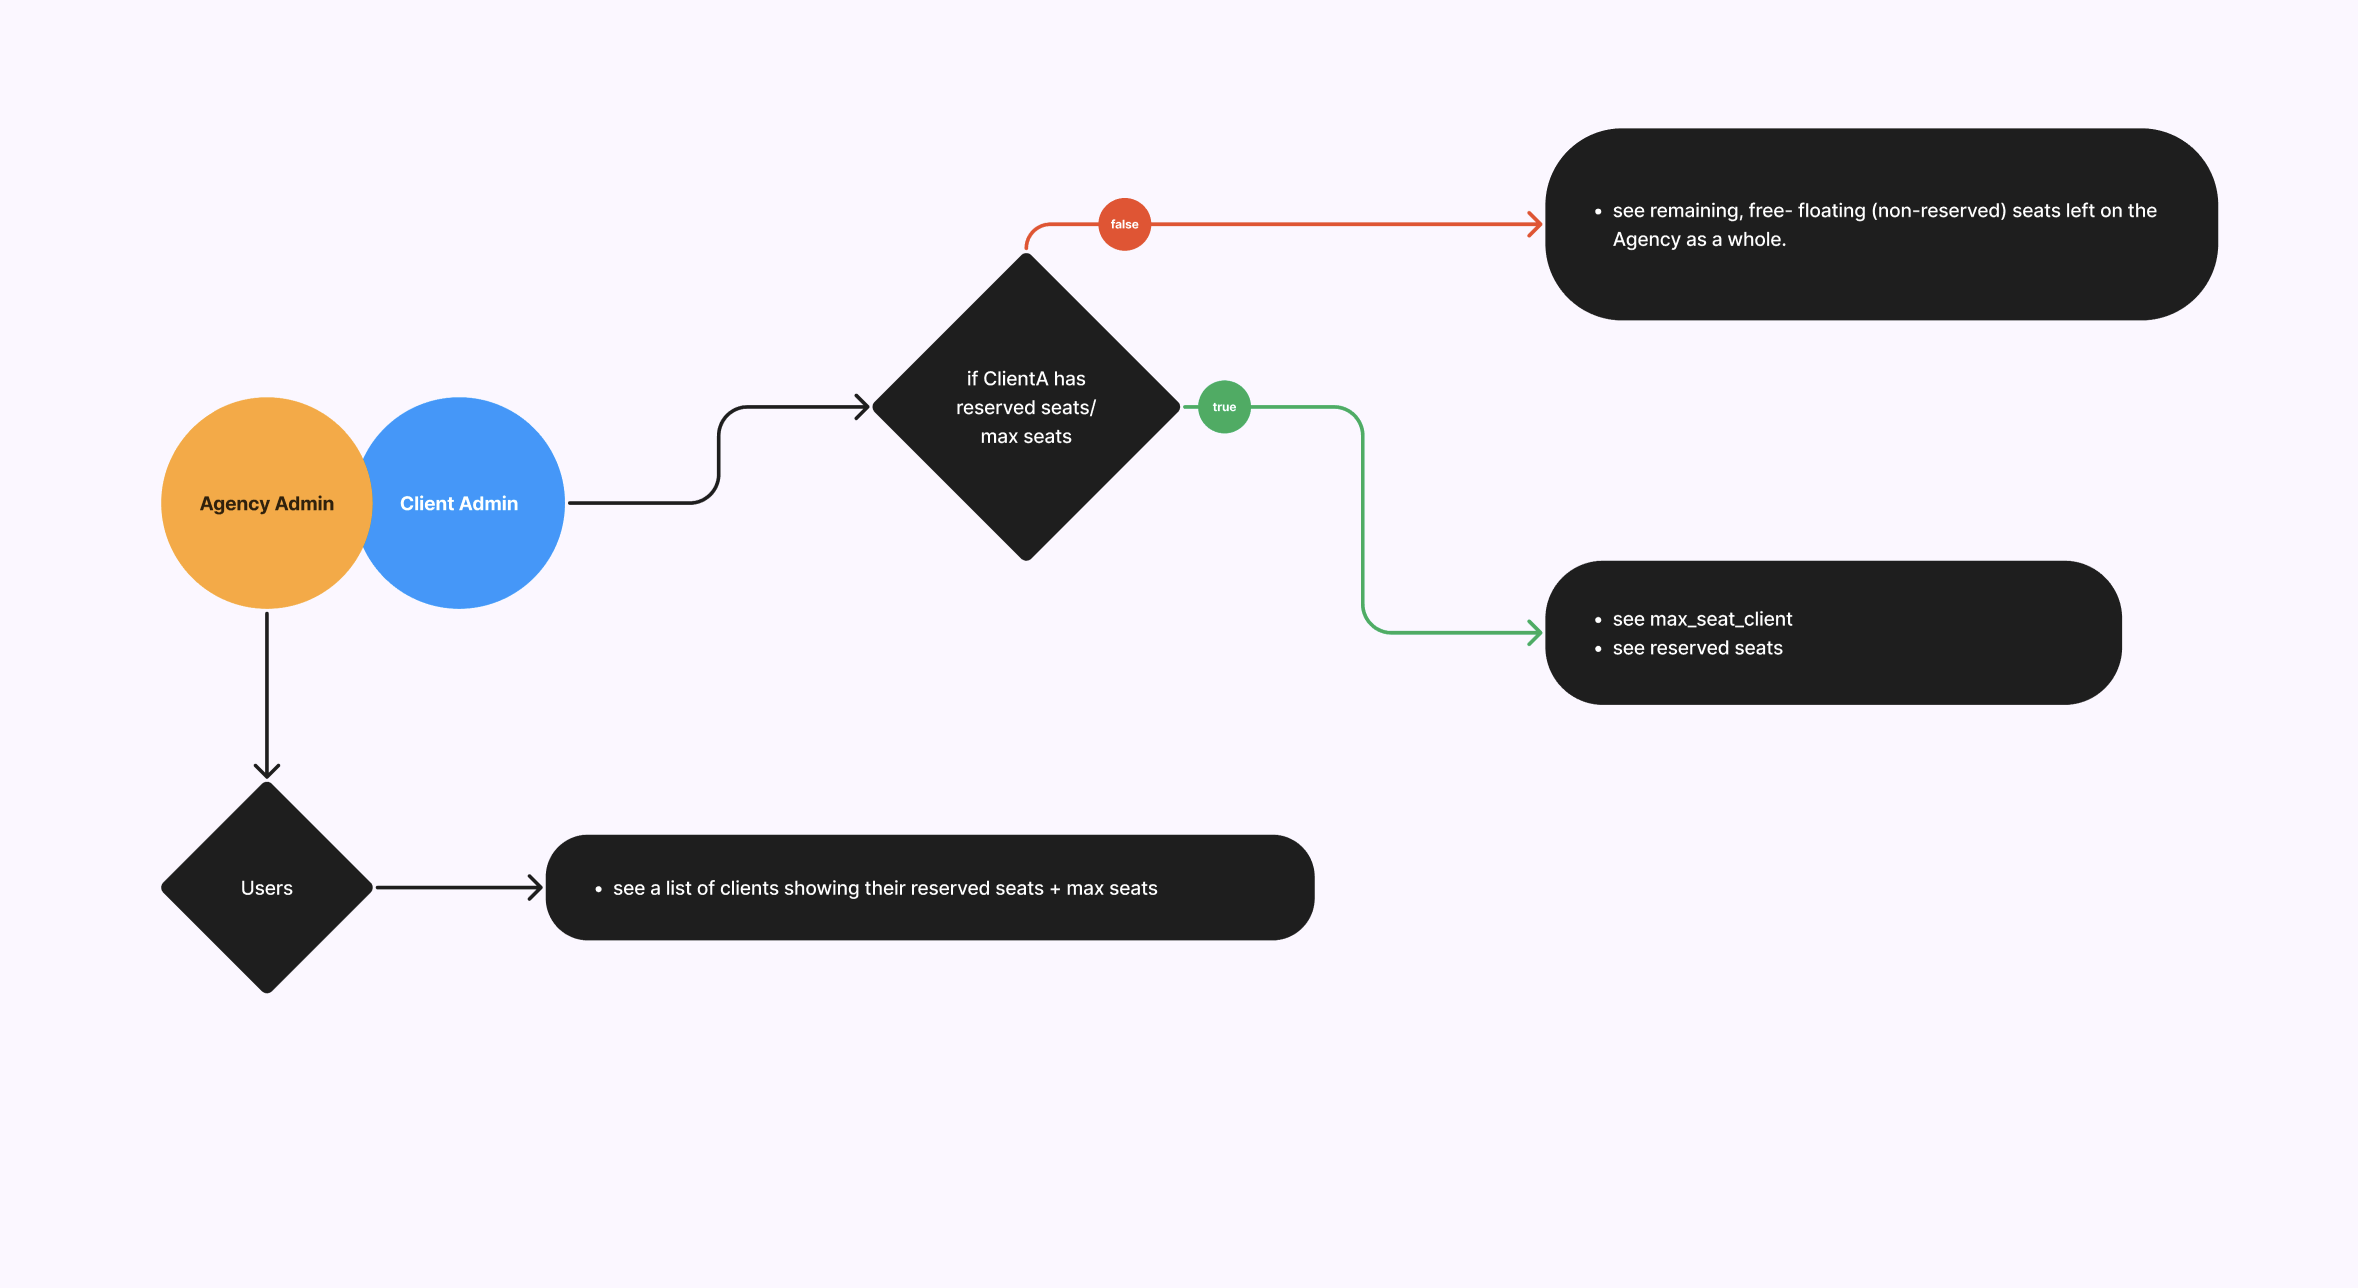 false
• see remaining, free- floating (non-reserved) seats left on the
Agency as a whole.
if ClientA has
reserved seats/
max seats
true
Agency Admin
Client Admin
• see max_seat_client
• see reserved seats
Users
• see a list of clients showing their reserved seats + max seats